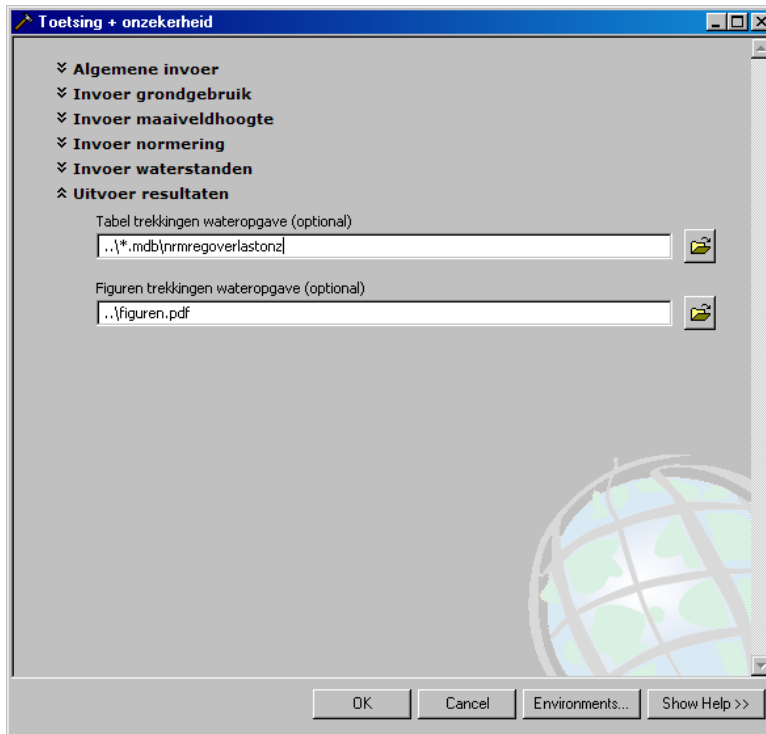 Toetsing + onzekerheid
Algemene invoer
Invoer grondgebruik
Invoer maaiveldhoogte
Invoer normering
Invoer waterstanden
Uitvoer resultaten
Tabel trekkingen wateropgave (optional)
..\*.mdb\nrmregoverlastonz
Figuren trekkingen wateropgave (optional)
..\figuren.pdf
OK Cancel Environments... Show Help >>